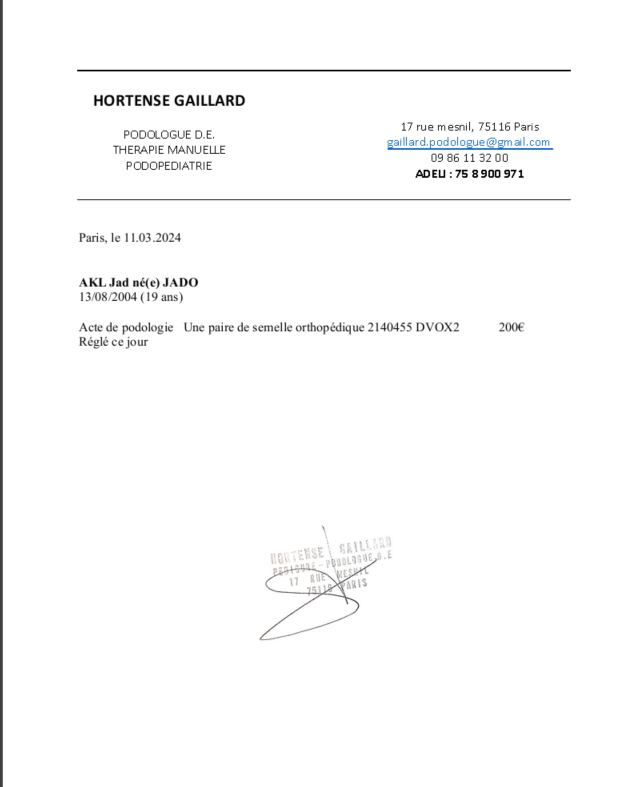 HORTENSE GAILLARD
PODOLOGUE D.E.
THERAPIE MANUELLE
PODOPEDIATRIE
17 rue mesnil, 75116 Paris
gaillard.podologue@gmail.com
09 86 11 32 00
ADELI : 75 8 900 971
Paris, le 11.03.2024
AKL Jad né(e) JADO
13/08/2004 (19 ans)
Acte de podologie Une paire de semelle orthopédique 2140455 DVOX2 200€
Réglé ce jour
HORTENSE GAILLARD
PEDICURE - PODOLOGUE D.E
17 RUE MESNIL
75116 PARIS